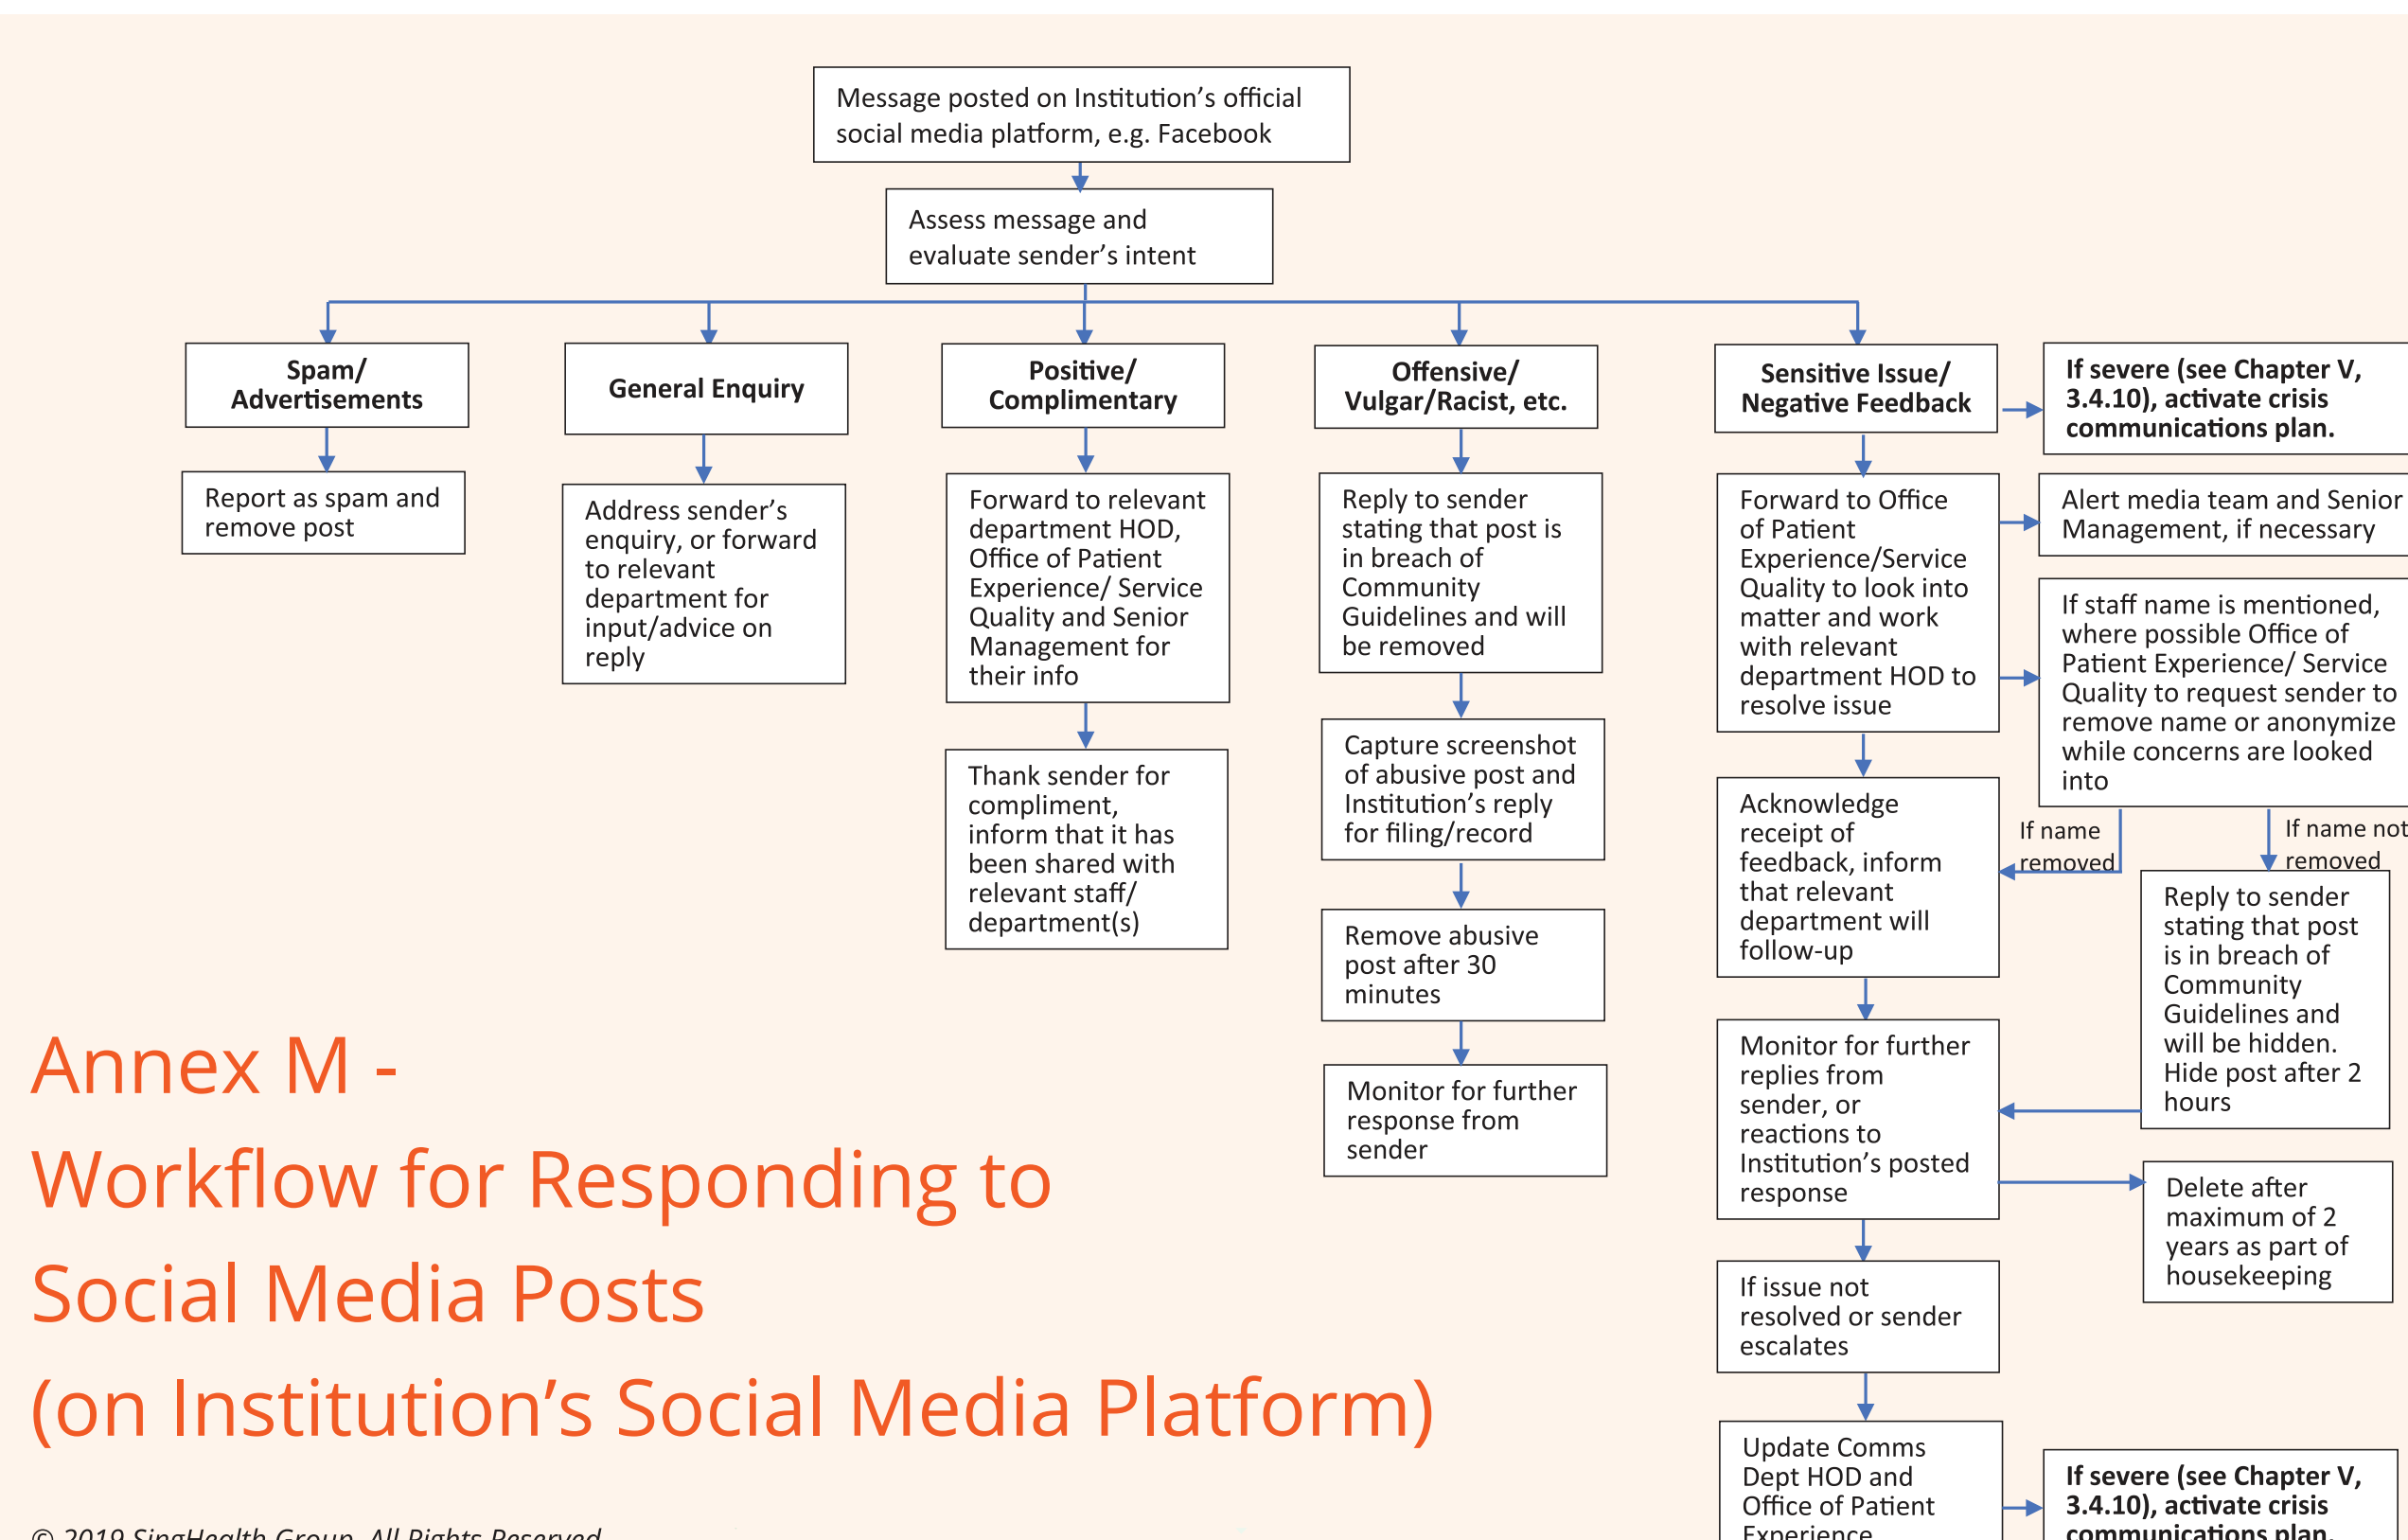 Message posted on Institution’s official
social media platform, e.g. Facebook
Assess message and
evaluate sender’s intent
Spam/
Advertisements
Report as spam and
remove post
General Enquiry
Address sender’s
enquiry, or forward
to relevant
department for
input/advice on
reply
Positive/
Complimentary
Forward to relevant
department HOD,
Office of Patient
Experience/ Service
Quality and Senior
Management for
their info
Thank sender for
compliment,
inform that it has
been shared with
relevant staff/
department(s)
Offensive/
Vulgar/Racist, etc.
Reply to sender
stating that post is
in breach of
Community
Guidelines and will
be removed
Capture screenshot
of abusive post and
Institution’s reply
for filing/record
Remove abusive
post after 30
minutes
Monitor for further
response from
sender
Sensitive Issue/
Negative Feedback
If severe (see Chapter V,
3.4.10), activate crisis
communications plan.
Forward to Office
of Patient
Experience/Service
Quality to look into
matter and work
with relevant
department HOD to
resolve issue
Alert media team and Senior
Management, if necessary
If staff name is mentioned,
where possible Office of
Patient Experience/ Service
Quality to request sender to
remove name or anonymize
while concerns are looked
into
If name
removed
If name not
removed
Acknowledge
receipt of
feedback, inform
that relevant
department will
follow-up
Reply to sender
stating that post
is in breach of
Community
Guidelines and
will be hidden.
Hide post after 2
hours
Monitor for further
replies from
sender, or
reactions to
Institution’s posted
response
Delete after
maximum of 2
years as part of
housekeeping
If issue not
resolved or sender
escalates
Update Comms
Dept HOD and
Office of Patient
Experience
If severe (see Chapter V,
3.4.10), activate crisis
communications plan.
Annex M -
Workflow for Responding to
Social Media Posts
(on Institution’s Social Media Platform)
© 2019 SingHealth Group. All Rights Reserved